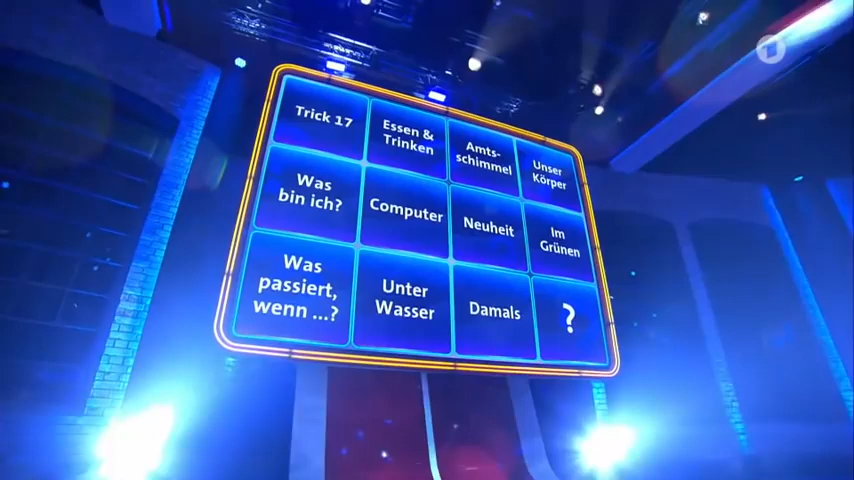 1
Trick 17
Essen &
Trinken
Amts-
schimmel
Unser
Körper
Was
bin ich?
Computer
Neuheit
Im
Grünen
Was
passiert,
wenn ...?
Unter
Wasser
Damals
?